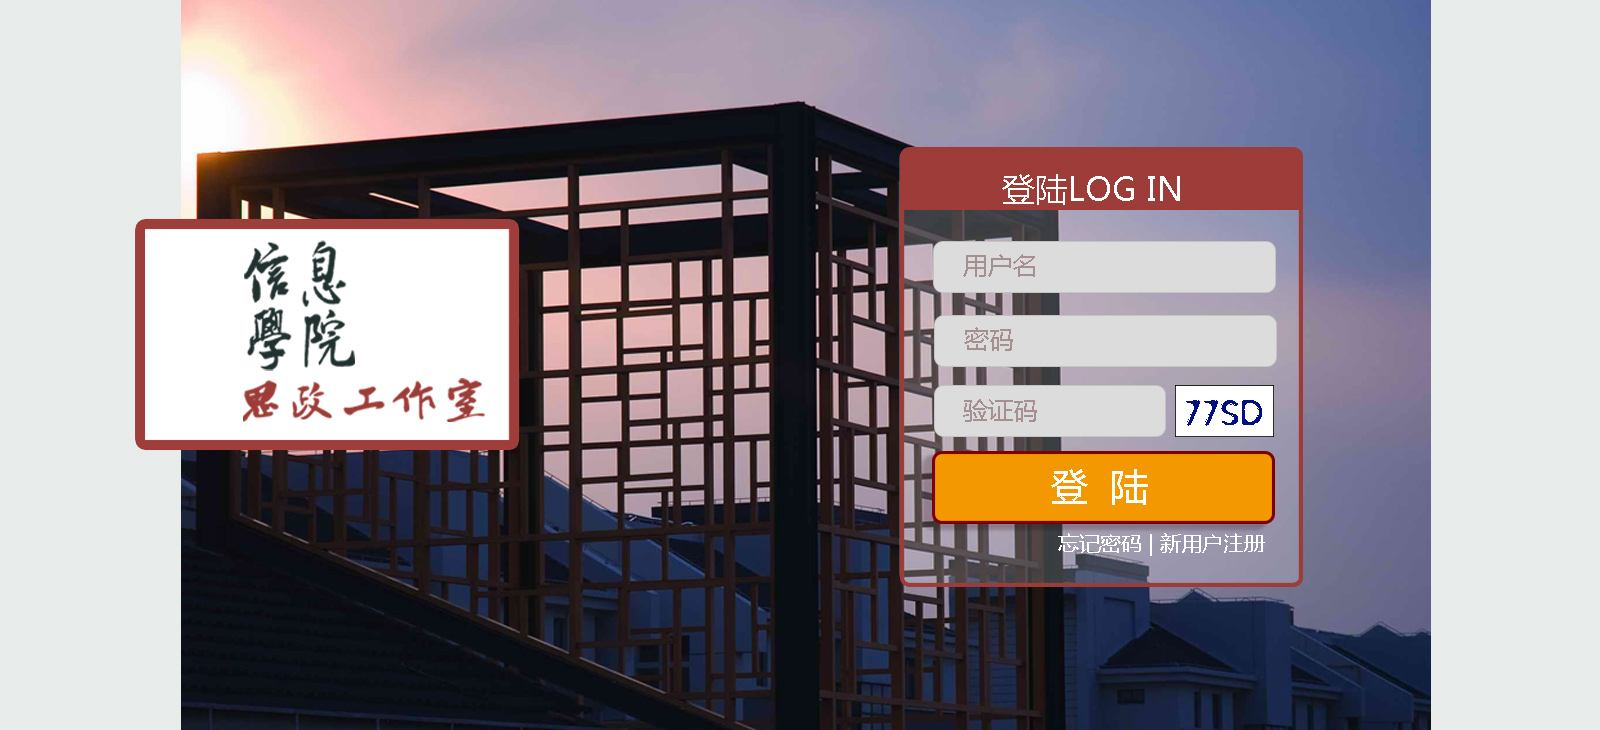 信息
學院
思政工作室
登陆LOG IN
用户名
密码
验证码 77SD
登 陆
忘记密码 | 新用户注册